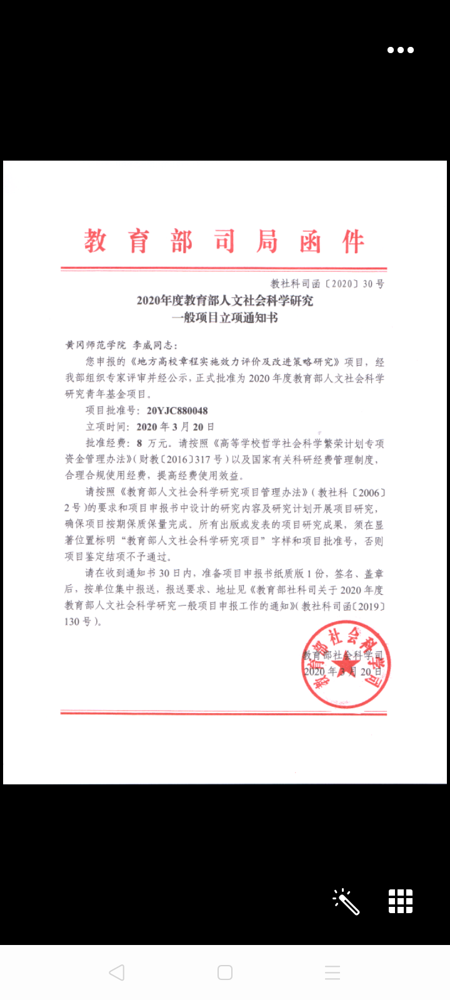 教育部司局函件
教社科司函〔2020〕30号
2020年度教育部人文社会科学研究
一般项目立项通知书
黄冈师范学院 李威同志：
您申报的《地方高校章程实施效力评价及改进策略研究》项目，经
我部组织专家评审并经公示，正式批准为 2020 年度教育部人文社会科学
研究青年基金项目。
项目批准号：20YJC880048
立项时间：2020 年 3 月 20 日
批准经费：8 万元。请按照《高等学校哲学社会科学繁荣计划专项
资金管理办法》（财教〔2016〕317 号）以及国家有关科研经费管理制度，
合理合规使用经费，提高经费使用效益。
请按照《教育部人文社会科学研究项目管理办法》（教社科〔2006〕
2 号）的要求和项目申报书中设计的研究内容及研究计划开展项目研究，
确保项目按期保质保量完成。所有出版或发表的项目研究成果，须在显
著位置标明“教育部人文社会科学研究项目”字样和项目批准号，否则
项目鉴定结项不予通过。
请在收到通知书 30 日内，准备项目申报书纸质版 1 份，签名、盖章
后，按单位集中报送，报送要求、地址见《教育部社科司关于 2020 年度
教育部人文社会科学研究一般项目申报工作的通知》（教社科司函〔2019〕
130 号）。
教育部社会科学司
2020 年 3 月 20 日
教育部社会科学司